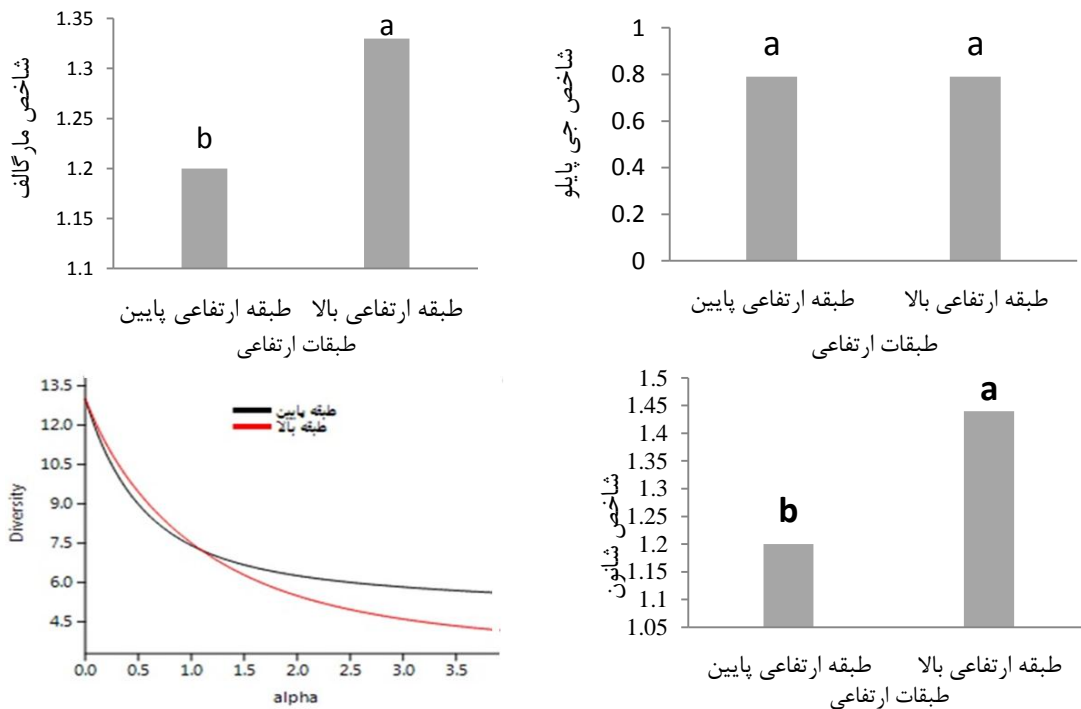 شاخص مارگالف
1.35
1.3
1.25
1.2
1.15
1.1
b
a
طبقه ارتفاعی پایین
طبقه ارتفاعی بالا
طبقات ارتفاعی
شاخص جی پایلو
1
0.8
0.6
0.4
0.2
0
a
a
طبقه ارتفاعی پایین
طبقه ارتفاعی بالا
طبقات ارتفاعی
Diversity
13.5
12.0
10.5
9.0
7.5
6.0
4.5
طبقه پایین
طبقه بالا
0.0 0.5 1.0 1.5 2.0 2.5 3.0 3.5
alpha
شاخص شانون
1.5
1.45
1.4
1.35
1.3
1.25
1.2
1.15
1.1
1.05
b
a
طبقه ارتفاعی پایین
طبقه ارتفاعی بالا
طبقات ارتفاعی